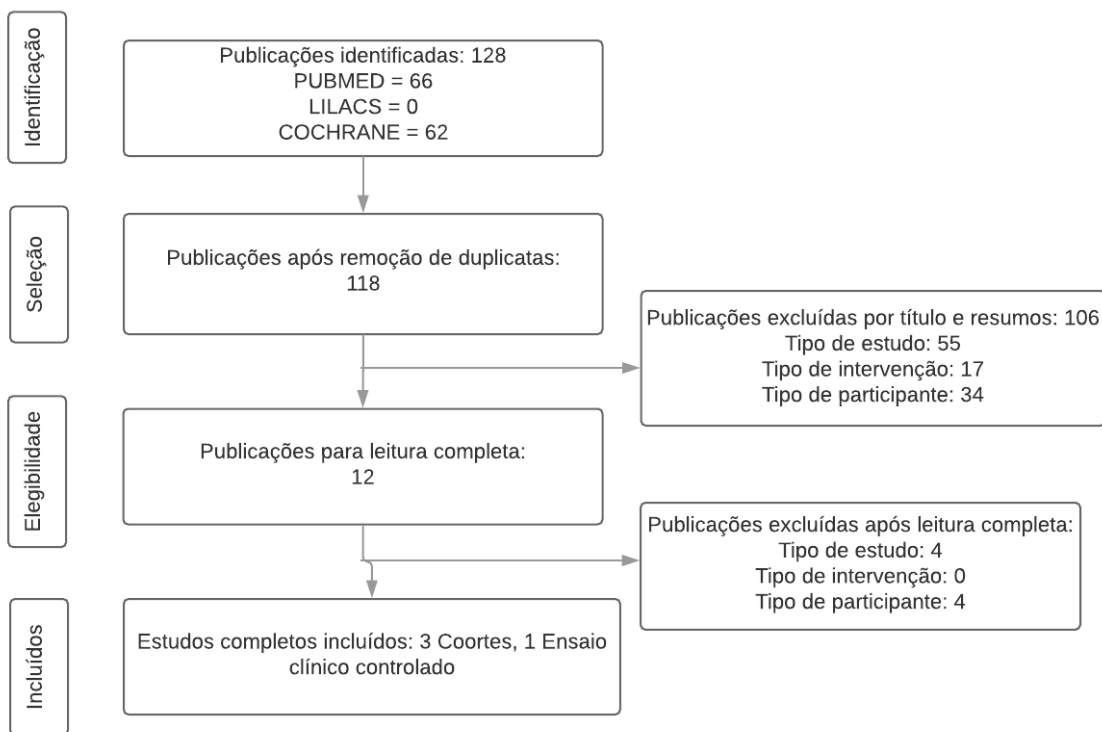 Identificação
Publicações identificadas: 128
PUBMED = 66
LILACS = 0
COCHRANE = 62
Seleção
Publicações após remoção de duplicatas:
118
Publicações excluídas por título e resumos: 106
Tipo de estudo: 55
Tipo de intervenção: 17
Tipo de participante: 34
Elegibilidade
Publicações para leitura completa:
12
Publicações excluídas após leitura completa:
Tipo de estudo: 4
Tipo de intervenção: 0
Tipo de participante: 4
Incluídos
Estudos completos incluídos: 3 Coortes, 1 Ensaio
clínico controlado